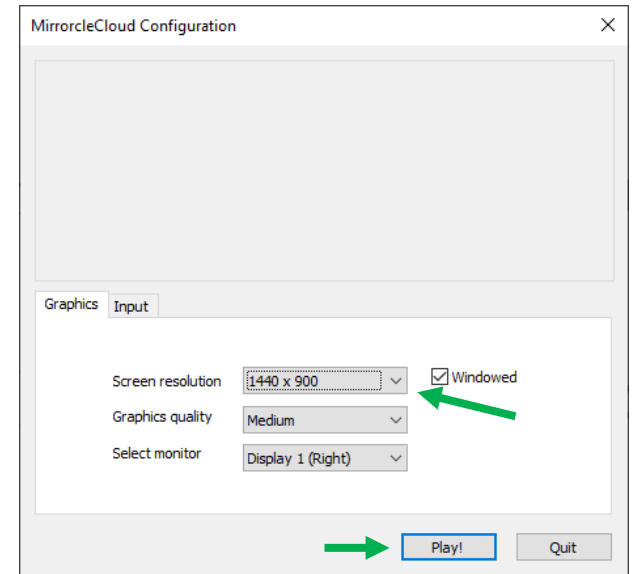 MirrorcleCloud Configuration
Graphics Input
Screen resolution 1440 x 900 Windowed
Graphics quality Medium
Select monitor Display 1 (Right)
Play! Quit